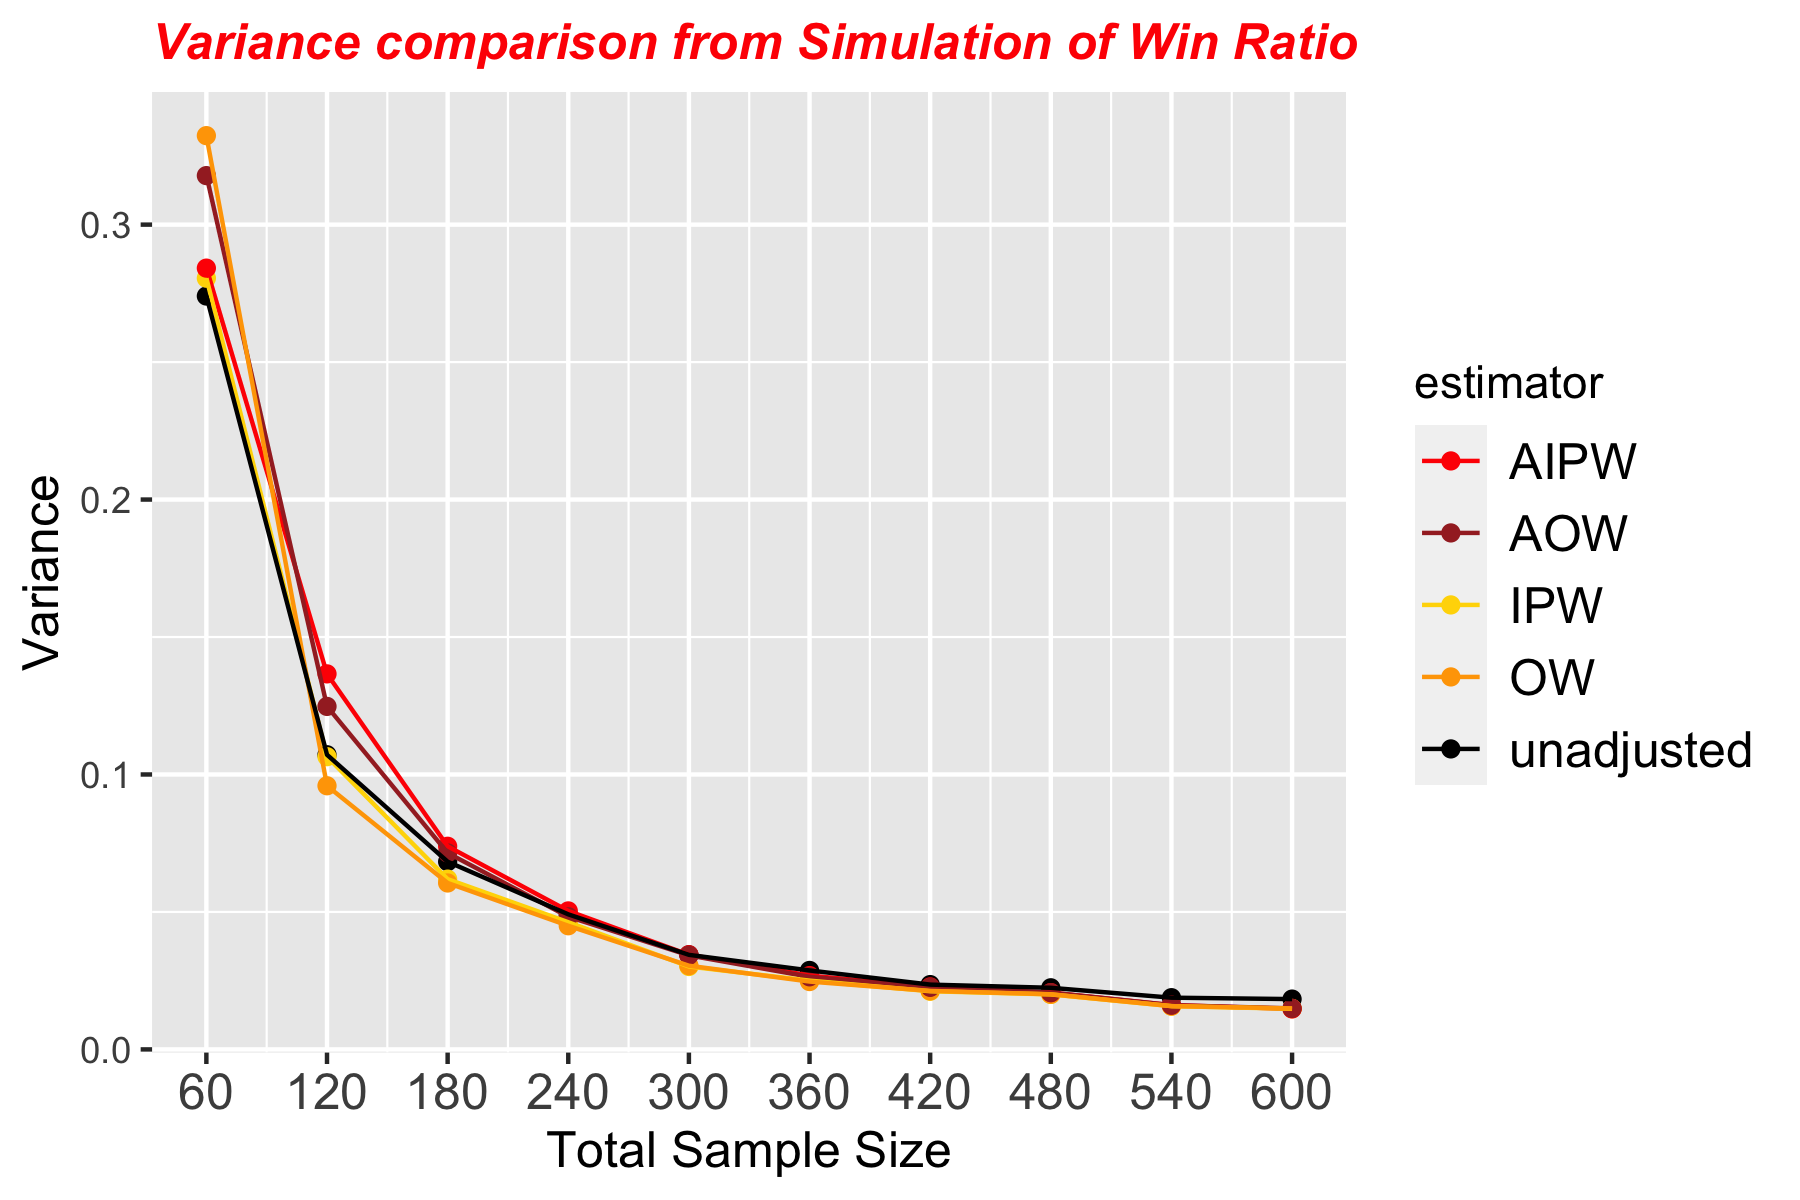 Variance comparison from Simulation of Win Ratio
Variance
0.3
0.2
0.1
0.0
60 120 180 240 300 360 420 480 540 600
Total Sample Size
estimator
AIPW
AOW
IPW
OW
unadjusted